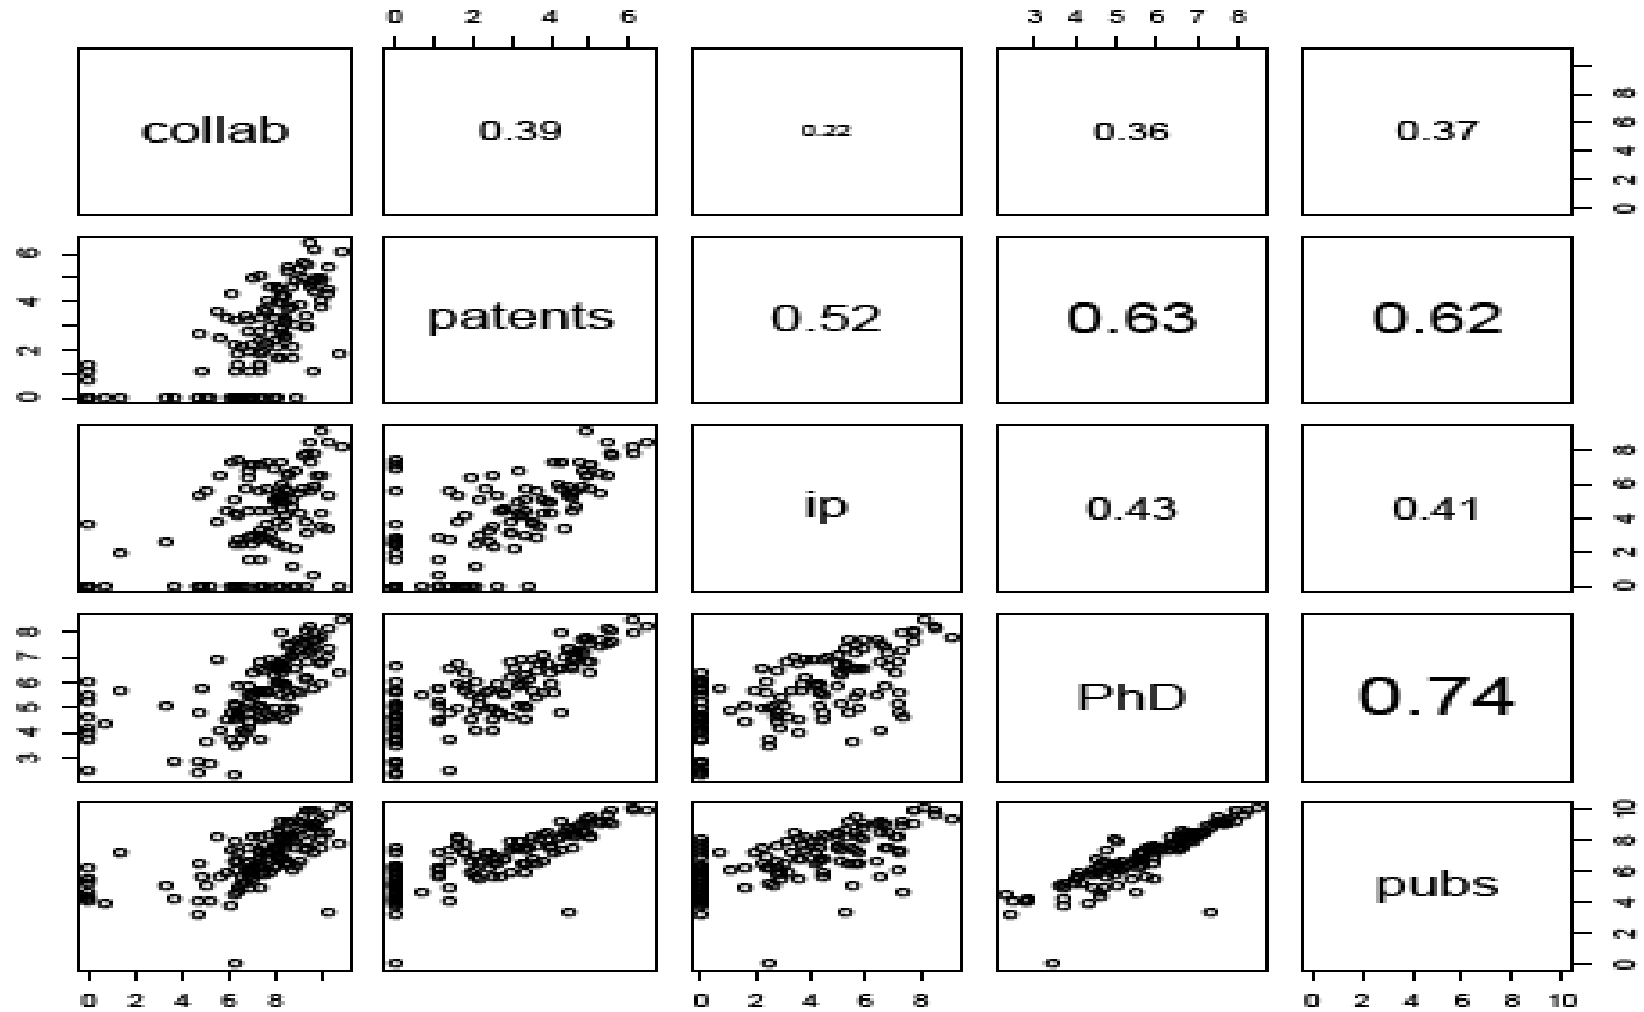 0 2 4 6 3 4 5 6 7 8
collab 0.39 0.22 0.36 0.37 0 2 4 6 8
0 2 4 6 patents 0.52 0.63 0.62
ip 0.43 0.41 0 2 4 6 8
3 4 5 6 7 8 PhD 0.74
pubs 0 2 4 6 8 10
0 2 4 6 8 0 2 4 6 8 0 2 4 6 8 10